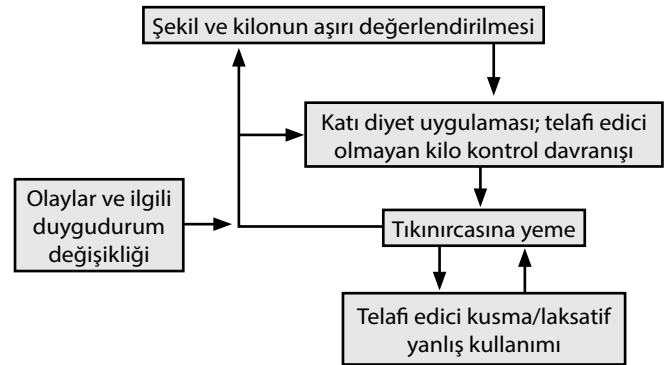 Şekil ve kilonun aşırı değerlendirilmesi
Katı diyet uygulaması; telafi edici
olmayan kilo kontrol davranışı
Olaylar ve ilgili
duygudurum
değişikliği
Tıkınırcasına yeme
Telafi edici kusma/laksatif
yanlış kullanımı